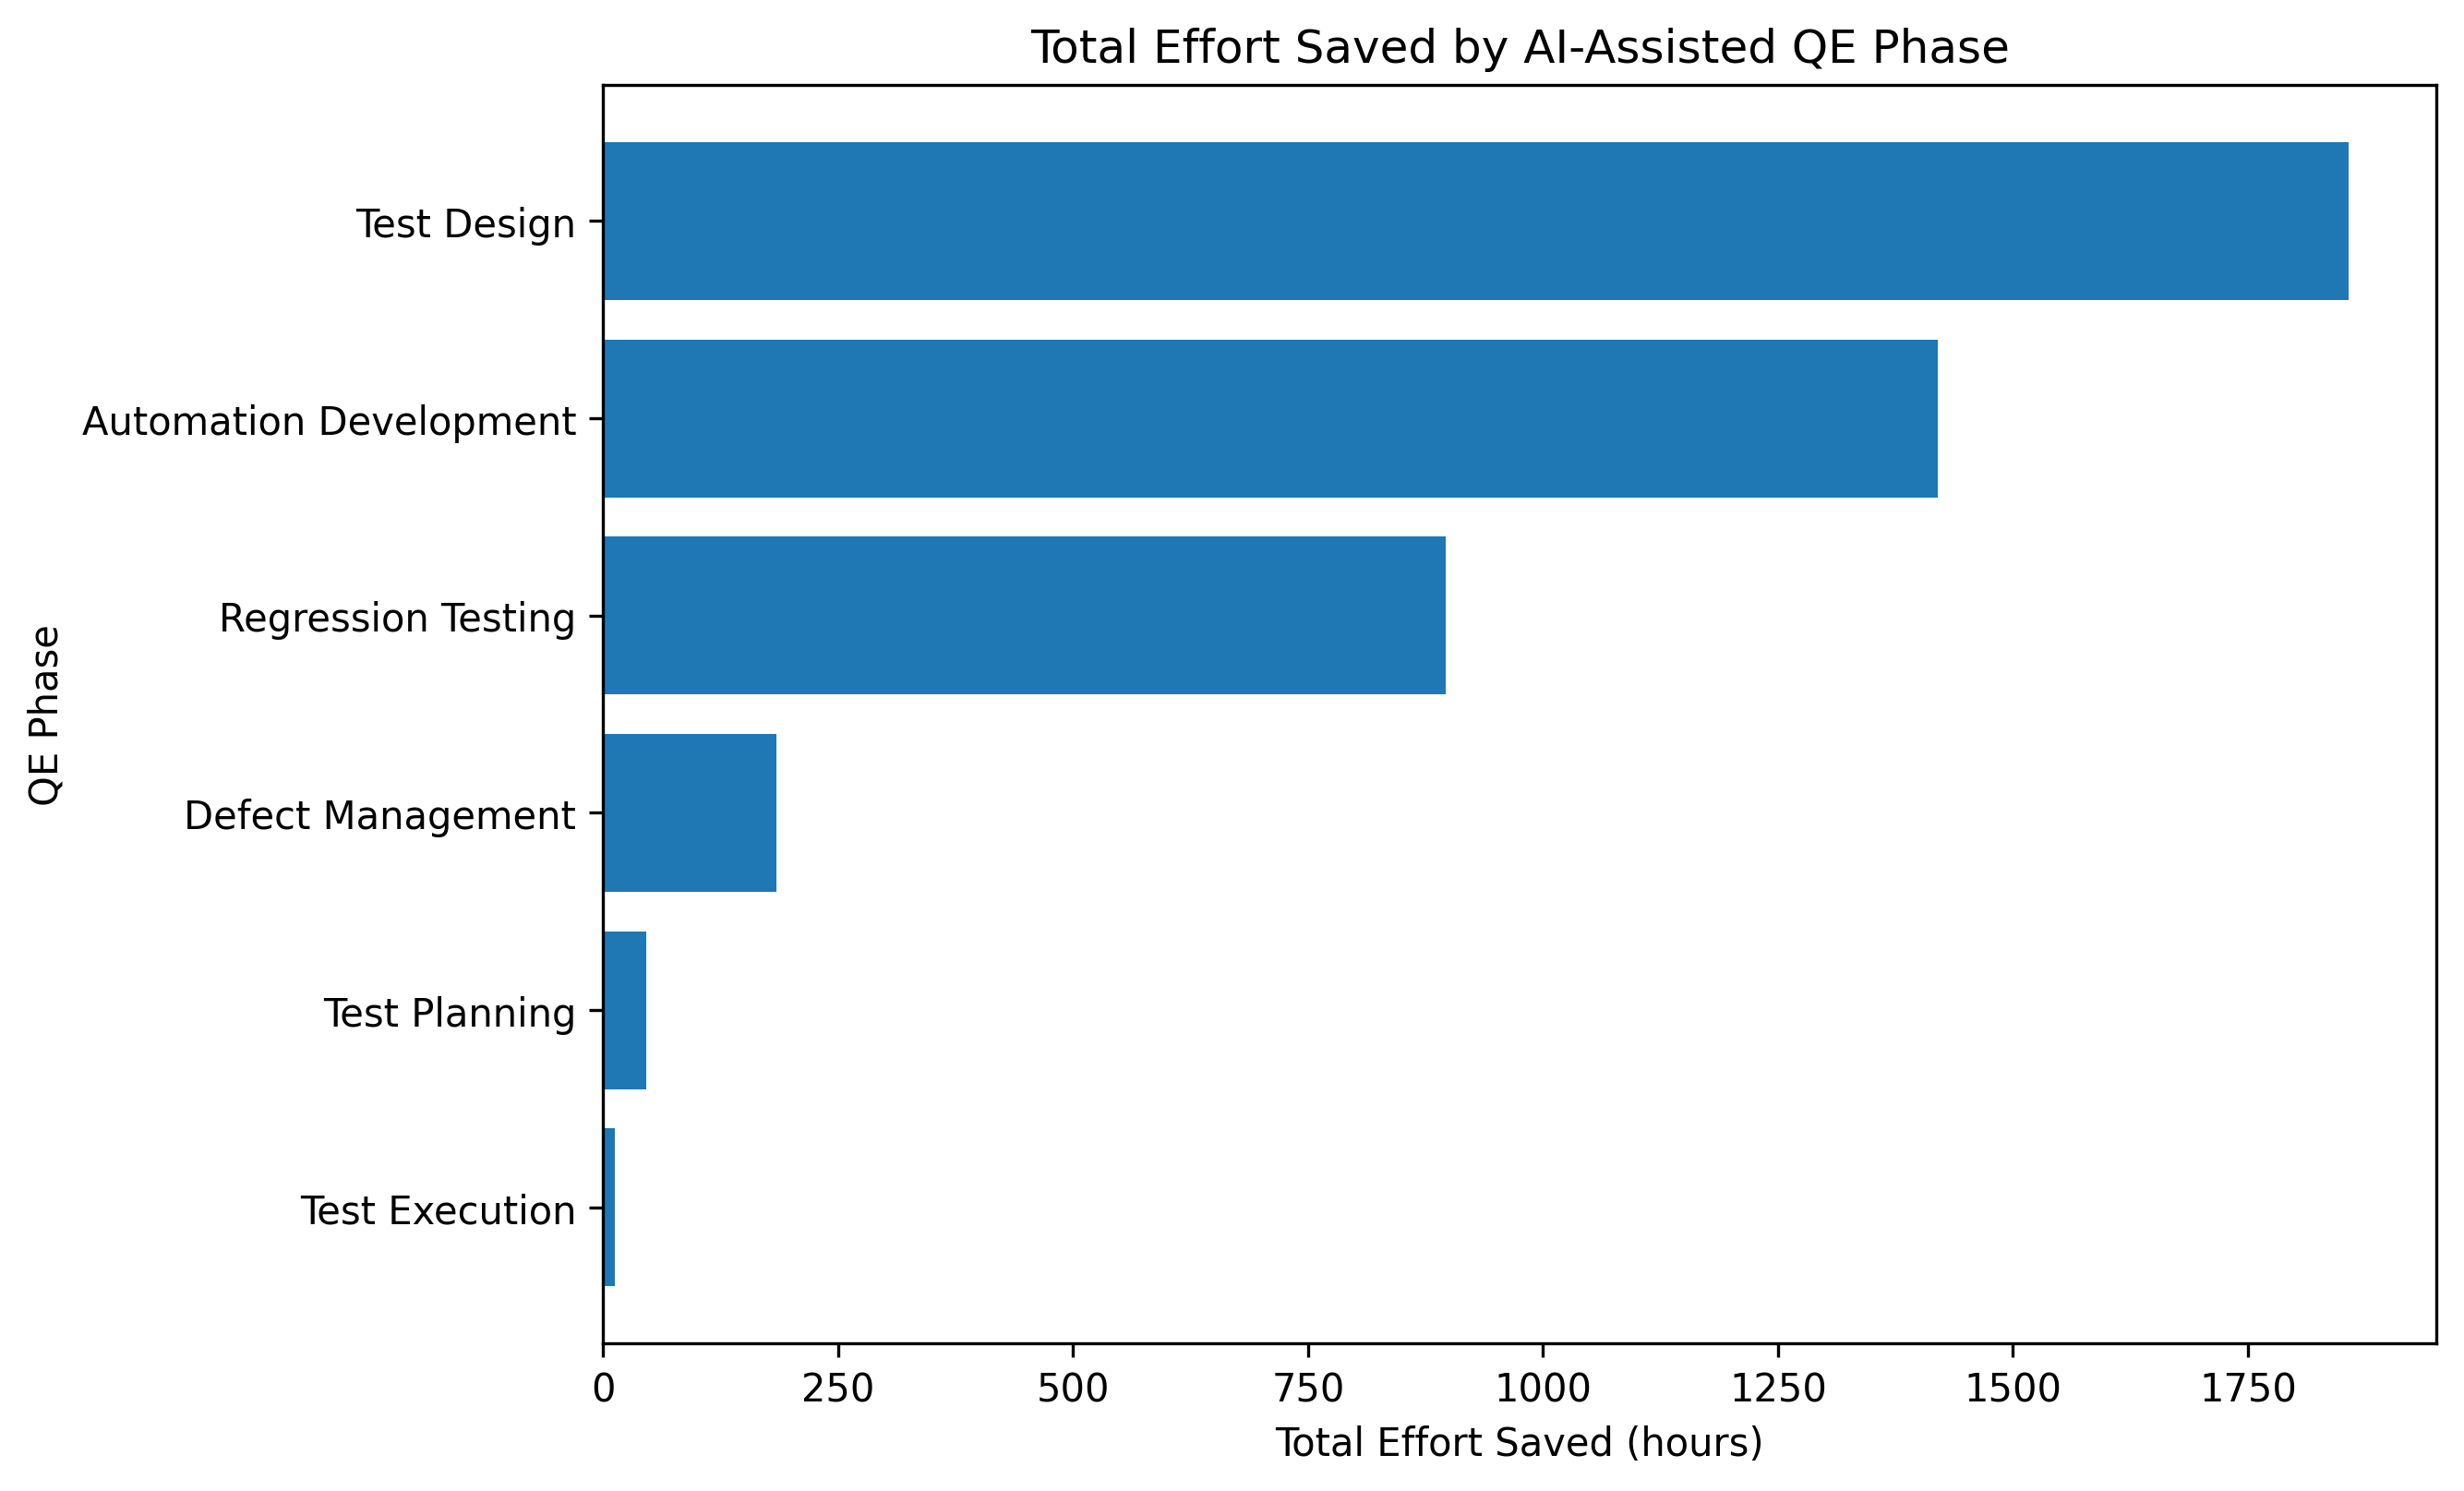 Total Effort Saved by AI-Assisted QE Phase
Test Design
Automation Development
Regression Testing
Defect Management
Test Planning
Test Execution
QE Phase
0 250 500 750 1000 1250 1500 1750
Total Effort Saved (hours)